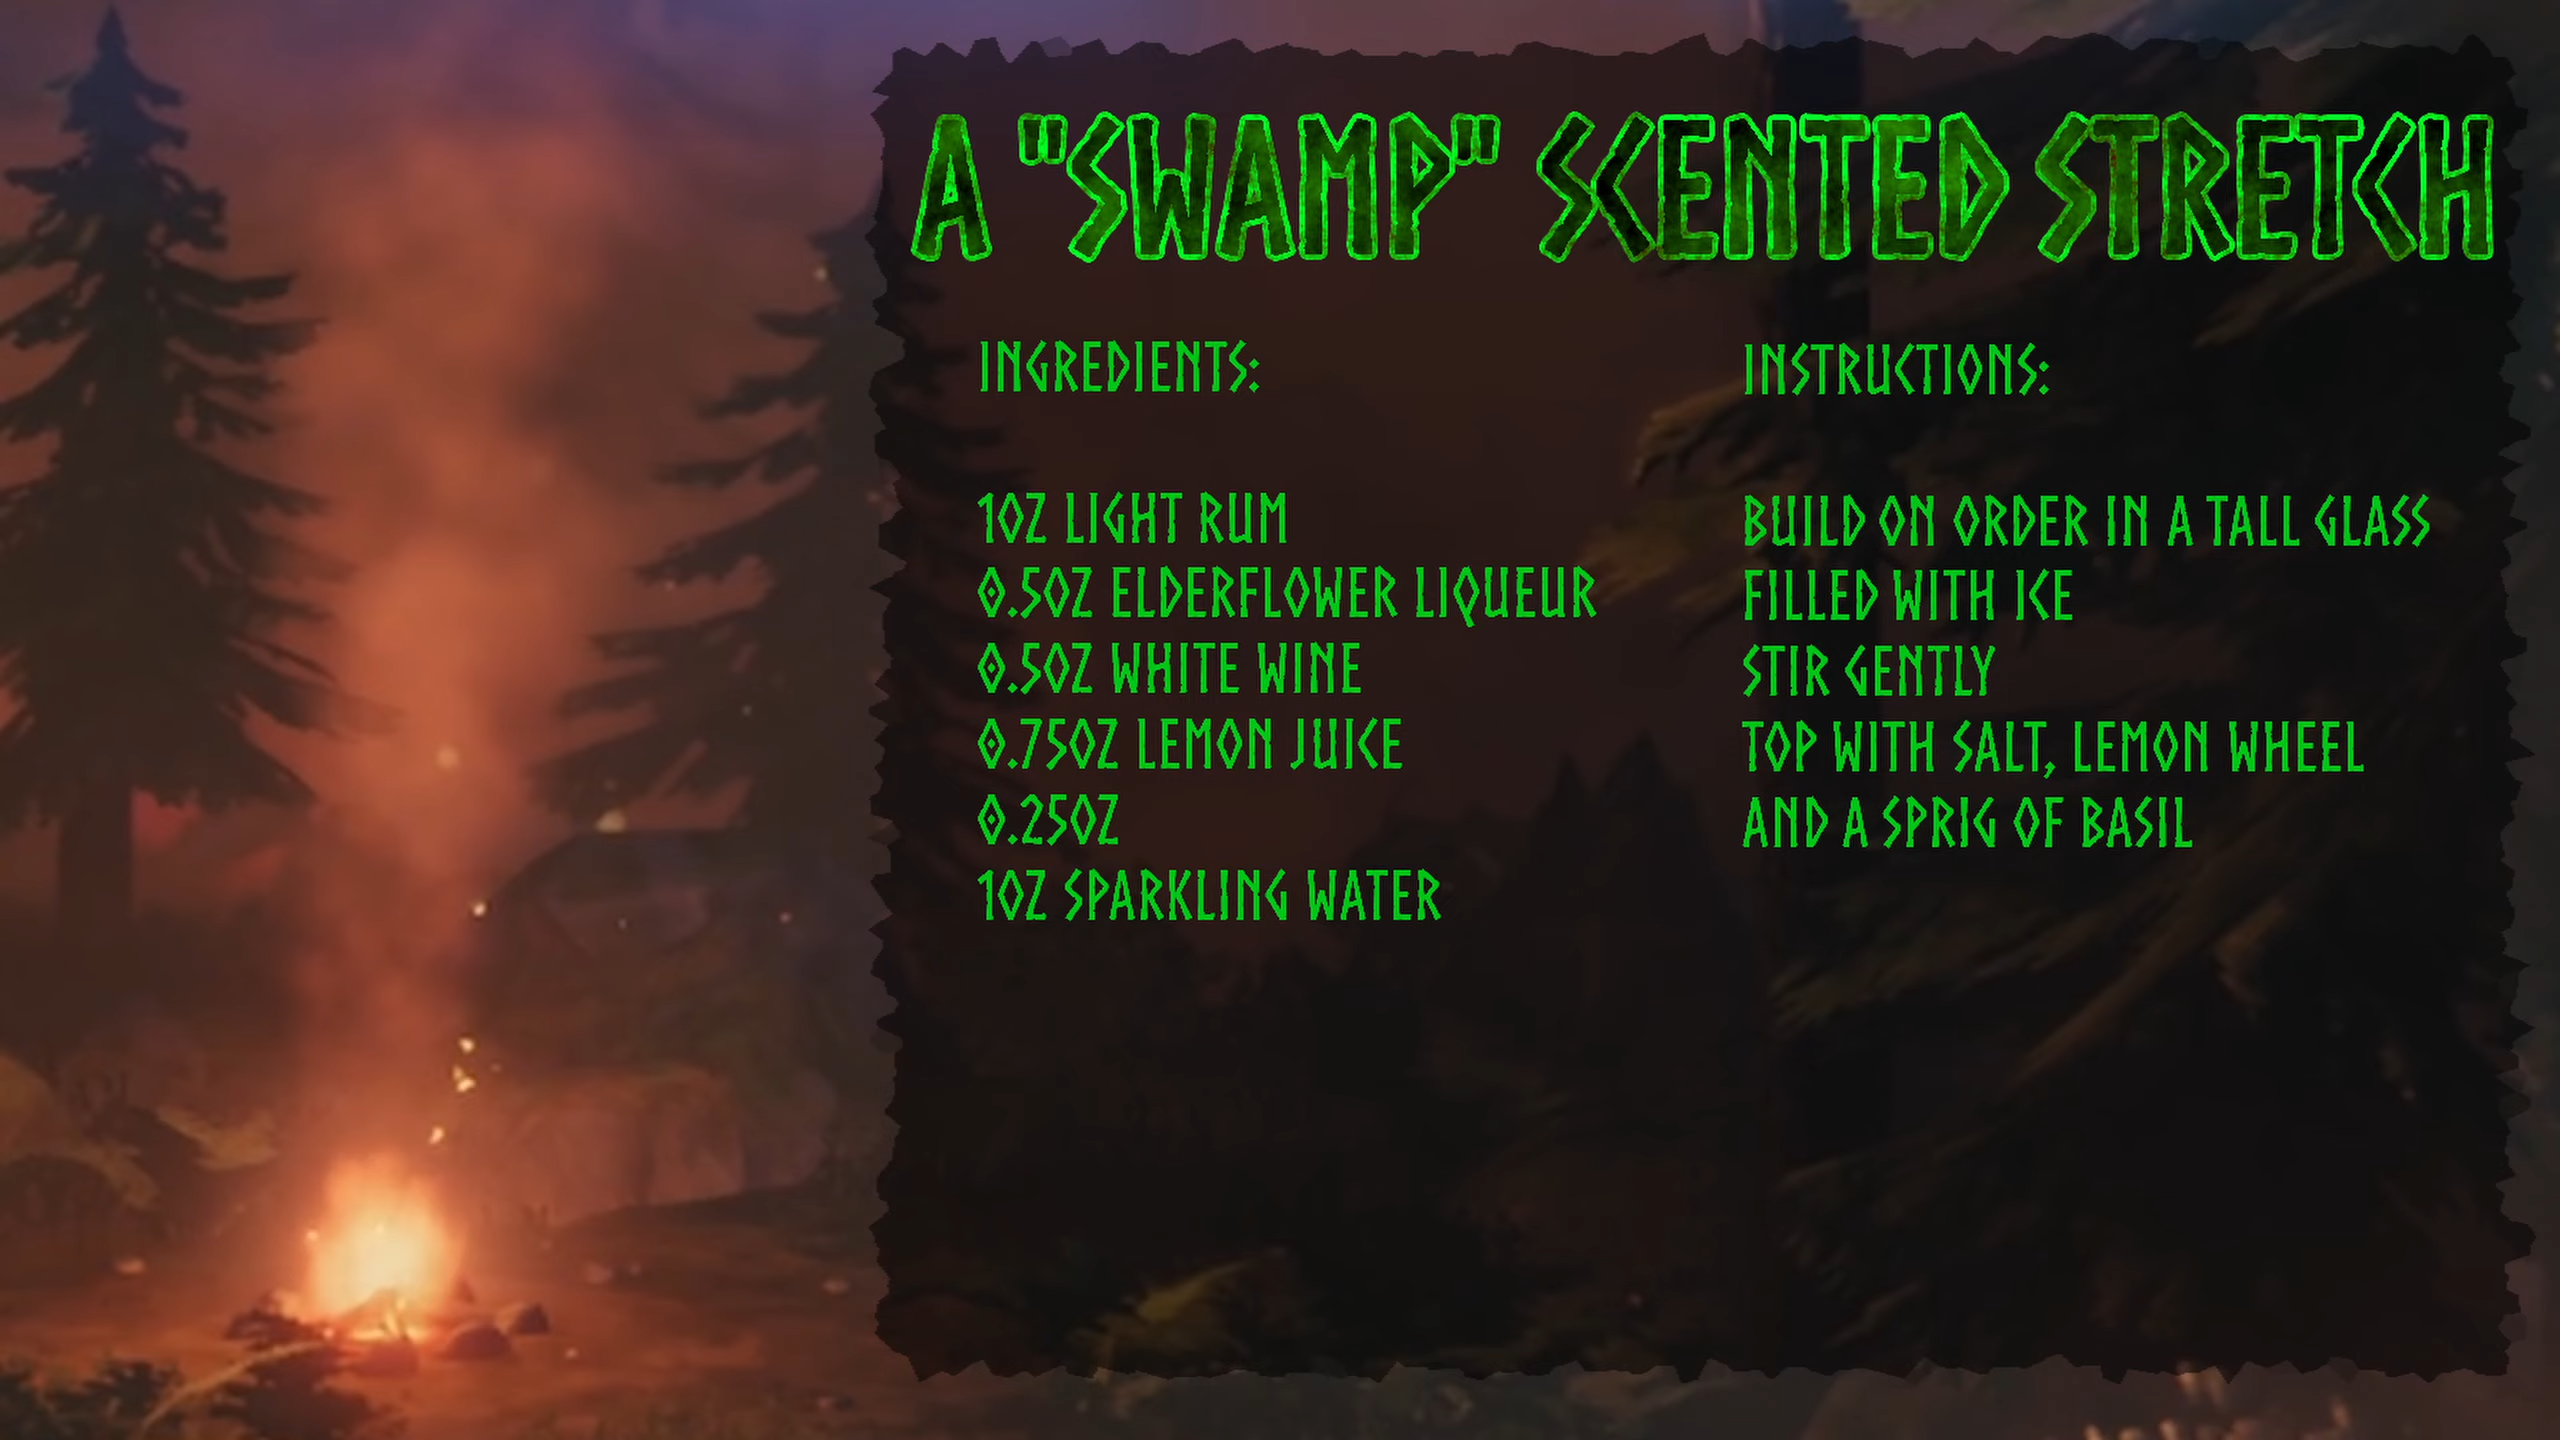 A "SWAMP" SCENTED STRETCH
INGREDIENTS:
1OZ LIGHT RUM
0.5OZ ELDERFLOWER LIQUEUR
0.5OZ WHITE WINE
0.75OZ LEMON JUICE
0.25OZ
1OZ SPARKLING WATER
INSTRUCTIONS:
BUILD ON ORDER IN A TALL GLASS
FILLED WITH ICE
STIR GENTLY
TOP WITH SALT, LEMON WHEEL
AND A SPRIG OF BASIL